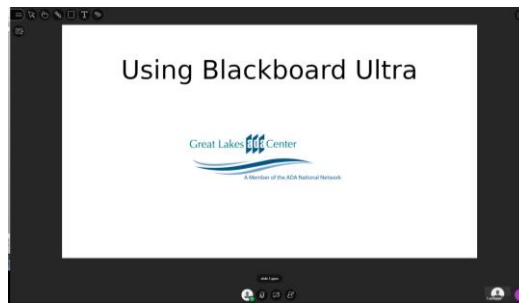 Using Blackboard Ultra
Great Lakes ada Center
A Member of the ADA National Network